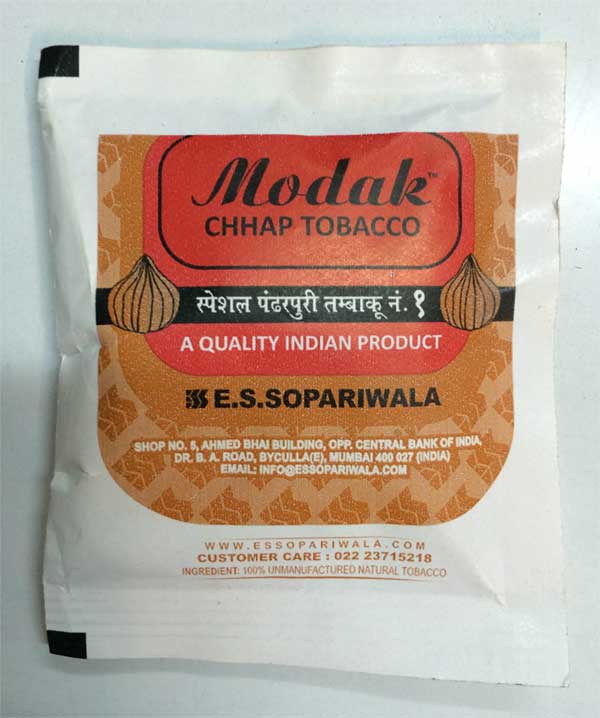 Modak™
CHHAP TOBACCO
स्पेशल पंढरपुरी तम्बाकू नं. १
A QUALITY INDIAN PRODUCT
E.S.SOPARIWALA
SHOP NO. 5, AHMED BHAI BUILDING, OPP. CENTRAL BANK OF INDIA,
DR. B. A. ROAD, BYCULLA(E), MUMBAI 400 027 (INDIA)
EMAIL: INFO@ESSOPARIWALA.COM
WWW.ESSOPARIWALA.COM
CUSTOMER CARE : 022 23715218
INGREDIENT: 100% UNMANUFACTURED NATURAL TOBACCO